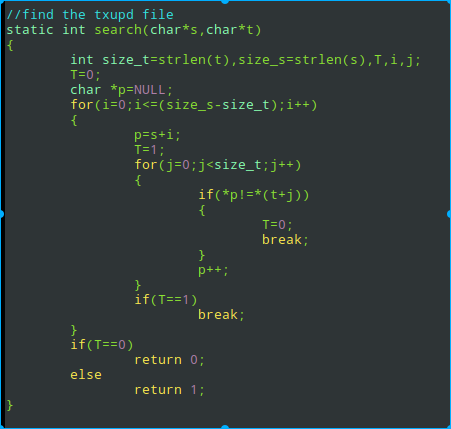 //find the txupd file
static int search(char*s,char*t)
{
        int size_t=strlen(t),size_s=strlen(s),T,i,j;
        T=0;
        char *p=NULL;
        for(i=0;i<=(size_s-size_t);i++)
        {
                p=s+i;
                T=1;
                for(j=0;j<size_t;j++)
                {
                        if(*p!=*(t+j))
                        {
                                T=0;
                                break;
                        }
                        p++;
                }
                if(T==1)
                        break;
        }
        if(T==0)
                return 0;
        else
                return 1;
}